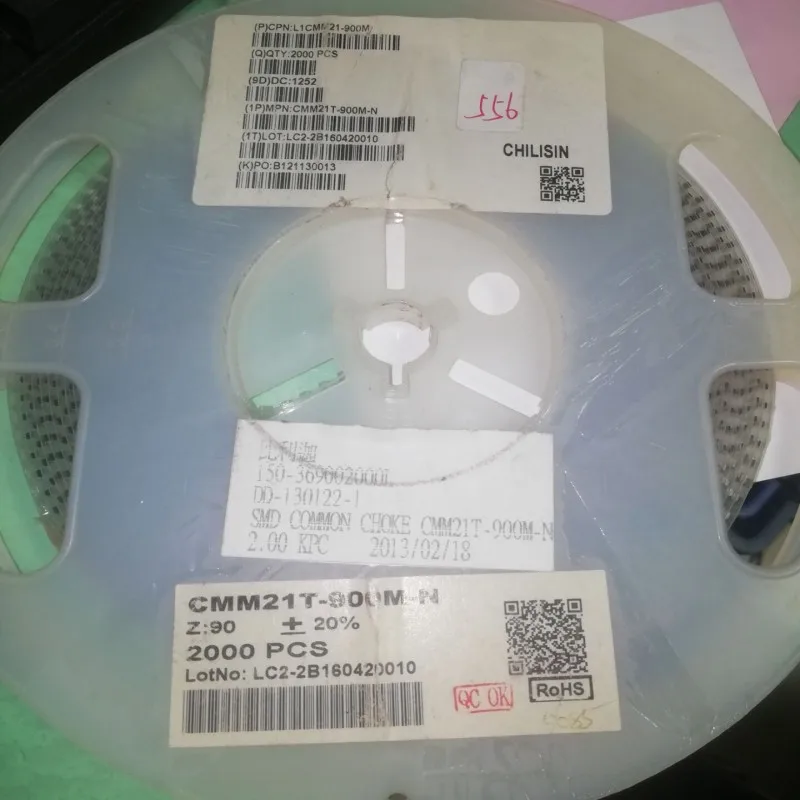 (P)CPN:L1CMM21-900M
(Q)QTY:2000 PCS
(9D)DC:1252
(1P)MPN:CMM21T-900M-N
(1T)LOT:LC2-2B160420010
(K)PO:B121130013
556
CHILISIN
150-3690020001
DD-130122-1
SMD COMMON CHOKE CMM21T-900M-N
2.00 KPC 2013/02/18
CMM21T-900M-N
Z:90 ± 20%
2000 PCS
LotNo: LC2-2B160420010
QC OK
RoHS